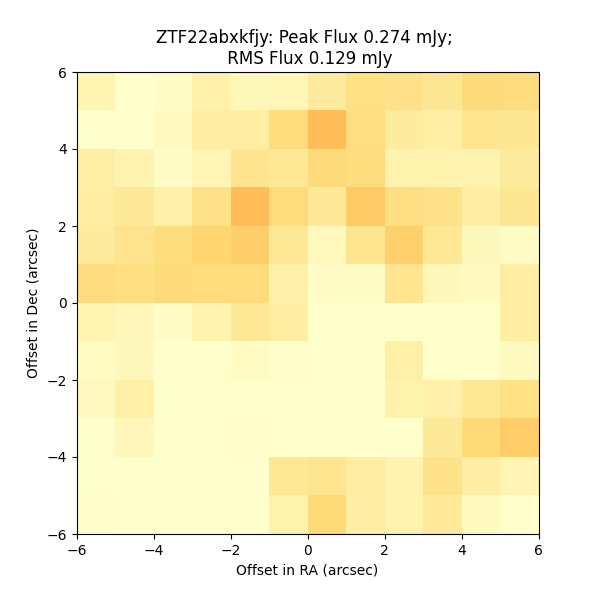 ZTF22abxkfjy: Peak Flux 0.274 mJy;
RMS Flux 0.129 mJy
6
4
2
0
−2
−4
−6
Offset in Dec (arcsec)
−6 −4 −2 0 2 4 6
Offset in RA (arcsec)